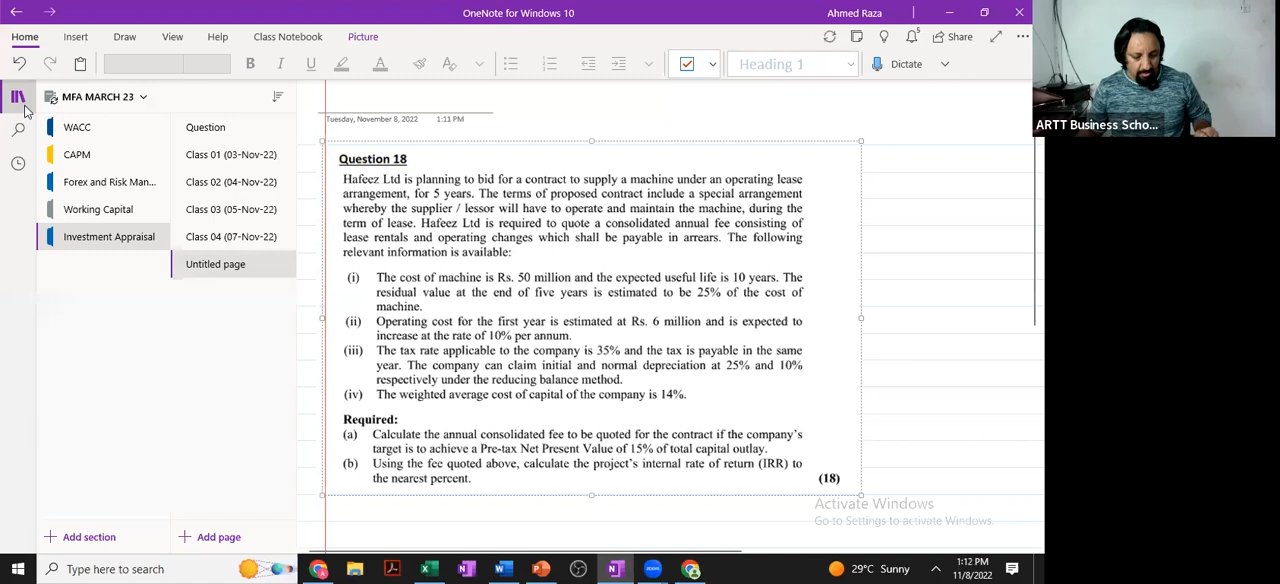 OneNote for Windows 10
Ahmed Raza
Home Insert Draw View Help Class Notebook Picture
Share
Heading 1
Dictate
MFA MARCH 23
WACC
CAPM
Forex and Risk Man...
Working Capital
Investment Appraisal
Question
Class 01 (03-Nov-22)
Class 02 (04-Nov-22)
Class 03 (05-Nov-22)
Class 04 (07-Nov-22)
Untitled page
Add section
Add page
Tuesday, November 8, 2022 1:11 PM
Question 18
Hafeez Ltd is planning to bid for a contract to supply a machine under an operating lease
arrangement, for 5 years. The terms of proposed contract include a special arrangement
whereby the supplier / lessor will have to operate and maintain the machine, during the
term of lease. Hafeez Ltd is required to quote a consolidated annual fee consisting of
lease rentals and operating changes which shall be payable in arrears. The following
relevant information is available:
(i) The cost of machine is Rs. 50 million and the expected useful life is 10 years. The
residual value at the end of five years is estimated to be 25% of the cost of
machine.
(ii) Operating cost for the first year is estimated at Rs. 6 million and is expected to
increase at the rate of 10% per annum.
(iii) The tax rate applicable to the company is 35% and the tax is payable in the same
year. The company can claim initial and normal depreciation at 25% and 10%
respectively under the reducing balance method.
(iv) The weighted average cost of capital of the company is 14%.
Required:
(a) Calculate the annual consolidated fee to be quoted for the contract if the company's
target is to achieve a Pre-tax Net Present Value of 15% of total capital outlay.
(b) Using the fee quoted above, calculate the project's internal rate of return (IRR) to
the nearest percent.
(18)
Activate Windows
Go to Settings to activate Windows.
ARTT Business Scho...
Type here to search
29°C Sunny
1:12 PM
11/8/2022